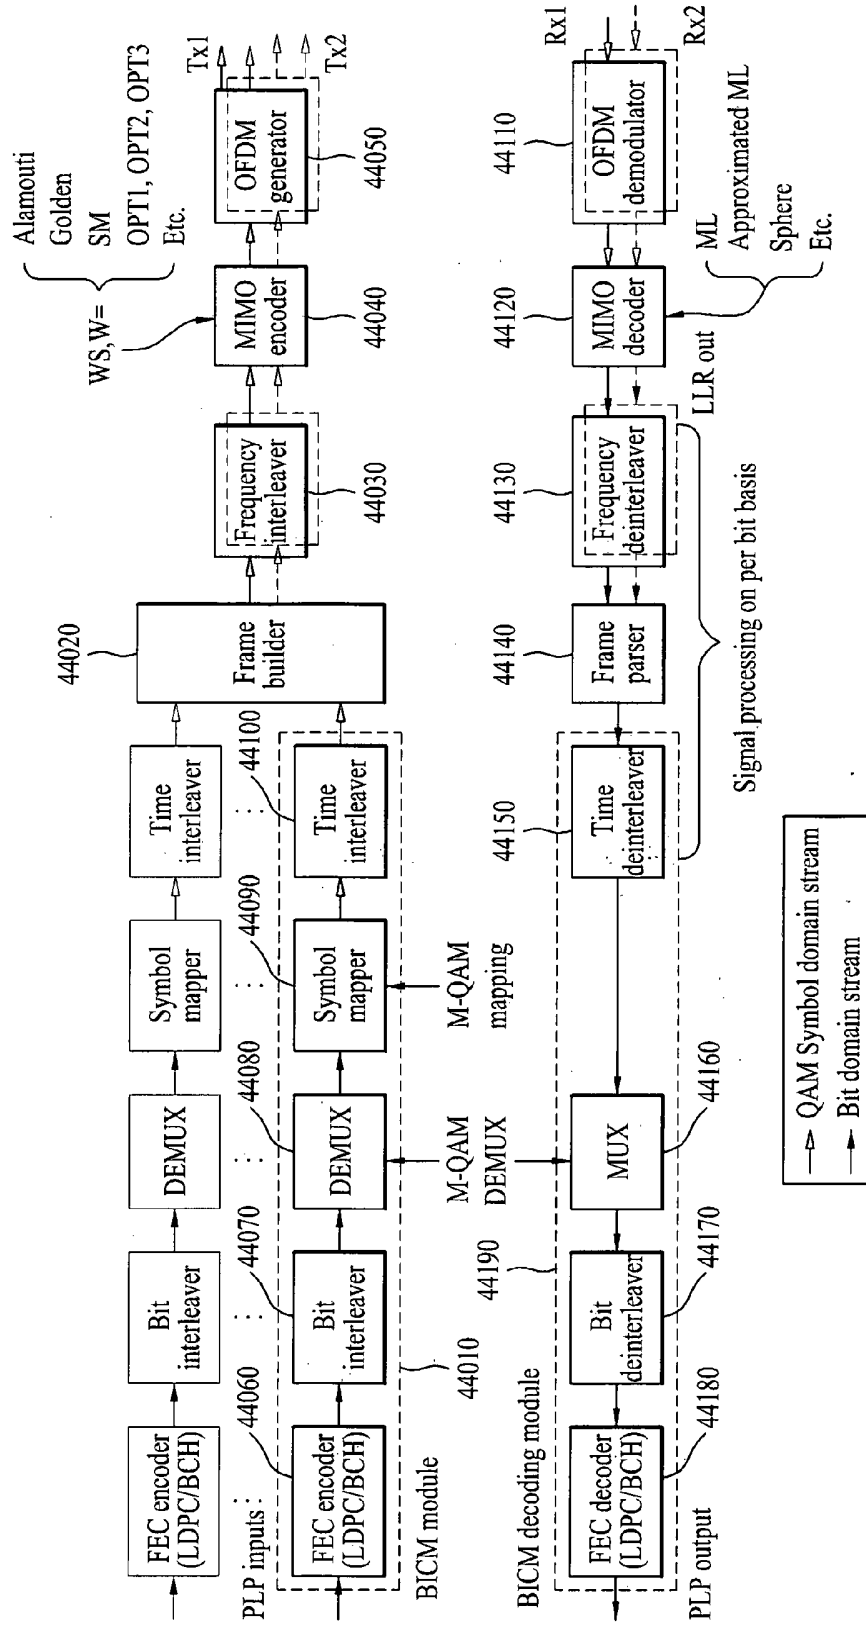 Alamouti
Golden
SM
OPT1, OPT2, OPT3
Etc.
WS,W=
Tx1
Tx2
FEC encoder
(LDPC/BCH)
Bit
interleaver
DEMUX
Symbol
mapper
Time
interleaver
44020
Frame
builder
Frequency
interleaver
44030
MIMO
encoder
44040
OFDM
generator
44050
PLP inputs
44060
44070
44080
44090
44100
FEC encoder
(LDPC/BCH)
Bit
interleaver
DEMUX
Symbol
mapper
Time
interleaver
BICM module
44010
M-QAM
DEMUX
M-QAM
mapping
BICM decoding module
44190
44150
44140
44130
44120
44110
Rx1
Rx2
FEC decoder
(LDPC/BCH)
Bit
deinterleaver
MUX
Time
deinterleaver
Frame
parser
Frequency
deinterleaver
MIMO
decoder
OFDM
demodulator
PLP output
44180
44170
44160
LLR out
ML
Approximated ML
Sphere
Etc.
Signal processing on per bit basis
QAM Symbol domain stream
Bit domain stream